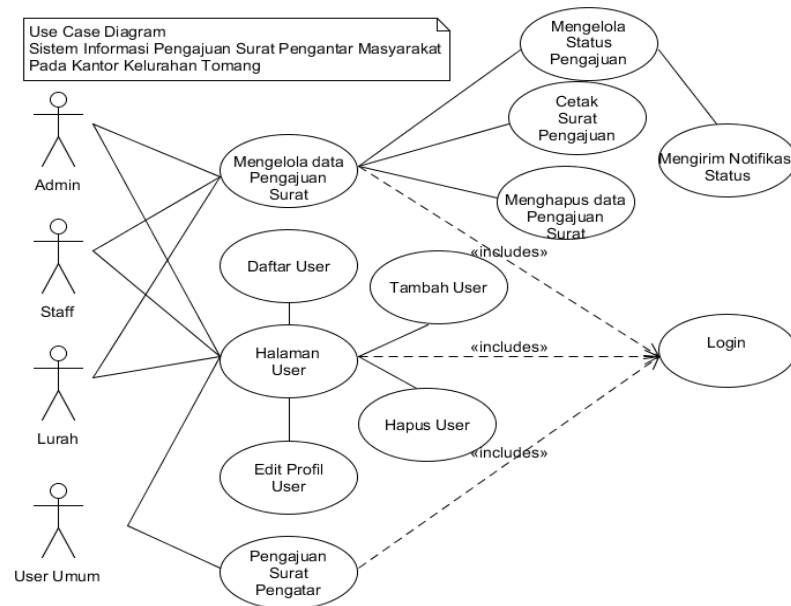 Use Case Diagram
Sistem Informasi Pengajuan Surat Pengantar Masyarakat
Pada Kantor Kelurahan Tomang
Mengelola
Status
Pengajuan
Cetak
Surat
Pengajuan
Mengirim Notifikasi
Status
Menghapus data
Pengajuan
Surat
Admin
Mengelola data
Pengajuan
Surat
«includes»
Staff
Daftar User
Tambah User
Halaman
User
«includes»
Login
Lurah
Hapus User
«includes»
Edit Profil
User
User Umum
Pengajuan
Surat
Pengatar